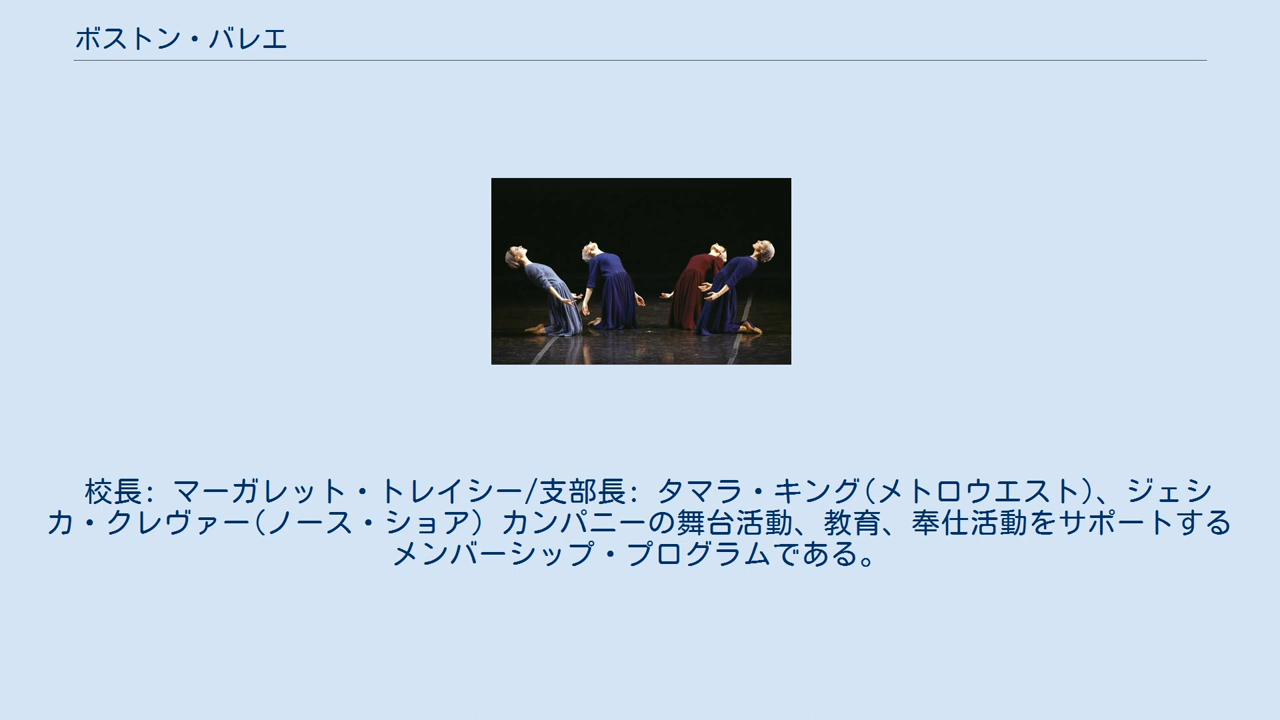 ボストン・バレエ
校長: マーガレット・トレイシー/支部長: タマラ・キング(メトロウエスト)、ジェシ
カ・クレヴァー(ノース・ショア) カンパニーの舞台活動、教育、奉仕活動をサポートする
メンバーシップ・プログラムである。